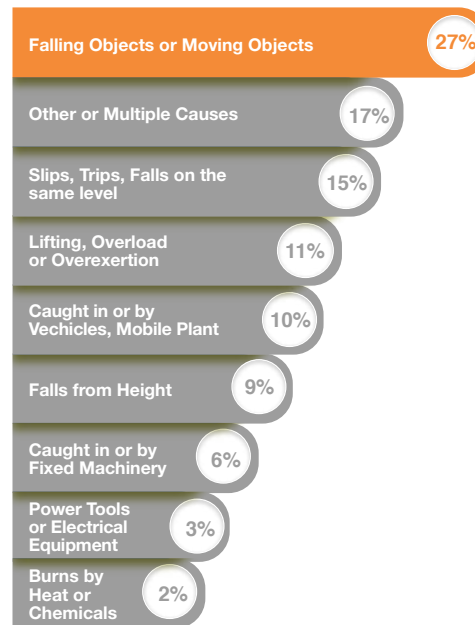 Falling Objects or Moving Objects
27%
Other or Multiple Causes
17%
Slips, Trips, Falls on the
same level
15%
Lifting, Overload
or Overexertion
11%
Caught in or by
Vechicles, Mobile Plant
10%
Falls from Height
9%
Caught in or by
Fixed Machinery
6%
Power Tools
or Electrical
Equipment
3%
Burns by
Heat or
Chemicals
2%